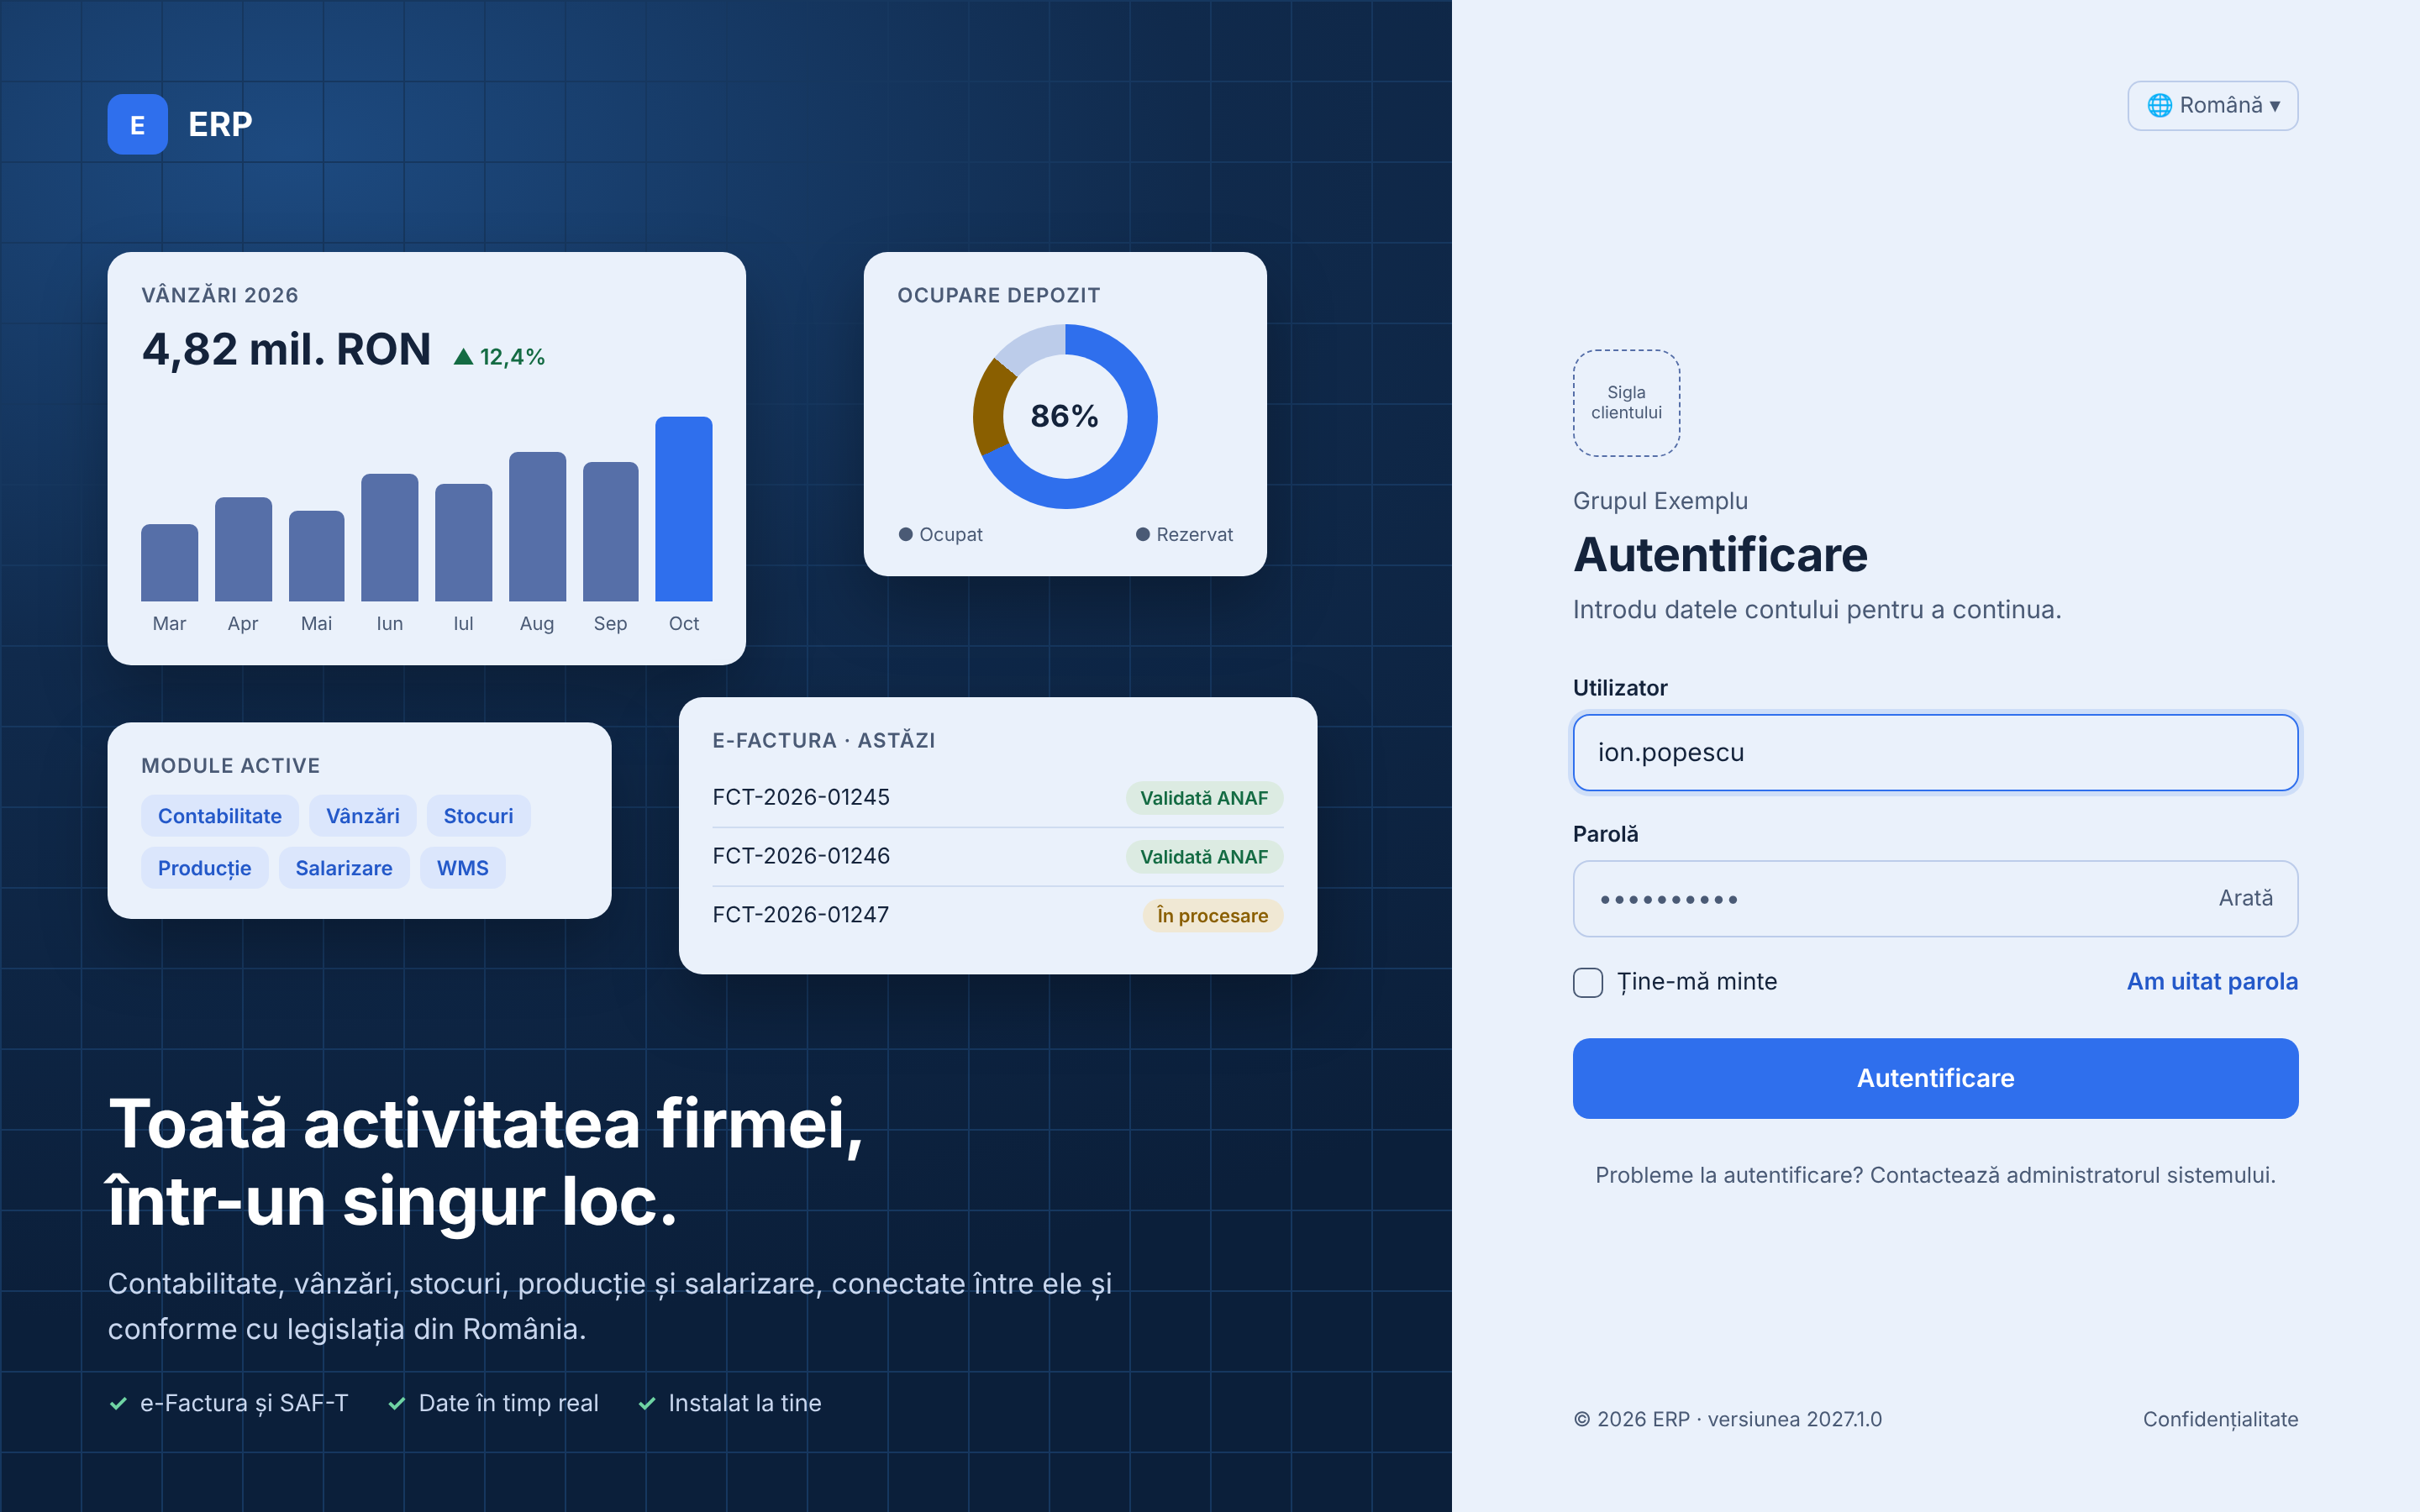 E ERP
VÂNZĂRI 2026
4,82 mil. RON ▲ 12,4%
Mar Apr Mai Iun Iul Aug Sep Oct
OCUPARE DEPOZIT
86%
Ocupat Rezervat
MODULE ACTIVE
Contabilitate Vânzări Stocuri
Producție Salarizare WMS
E-FACTURA · ASTĂZI
FCT-2026-01245 Validată ANAF
FCT-2026-01246 Validată ANAF
FCT-2026-01247 În procesare
Toată activitatea firmei,
într-un singur loc.
Contabilitate, vânzări, stocuri, producție și salarizare, conectate între ele și
conforme cu legislația din România.
✓ e-Factura și SAF-T ✓ Date în timp real ✓ Instalat la tine
🌐 Română ▾
Sigla
clientului
Grupul Exemplu
Autentificare
Introdu datele contului pentru a continua.
Utilizator
ion.popescu
Parolă
•••••••••• Arată
Ține-mă minte Am uitat parola
Autentificare
Probleme la autentificare? Contactează administratorul sistemului.
© 2026 ERP · versiunea 2027.1.0 Confidențialitate